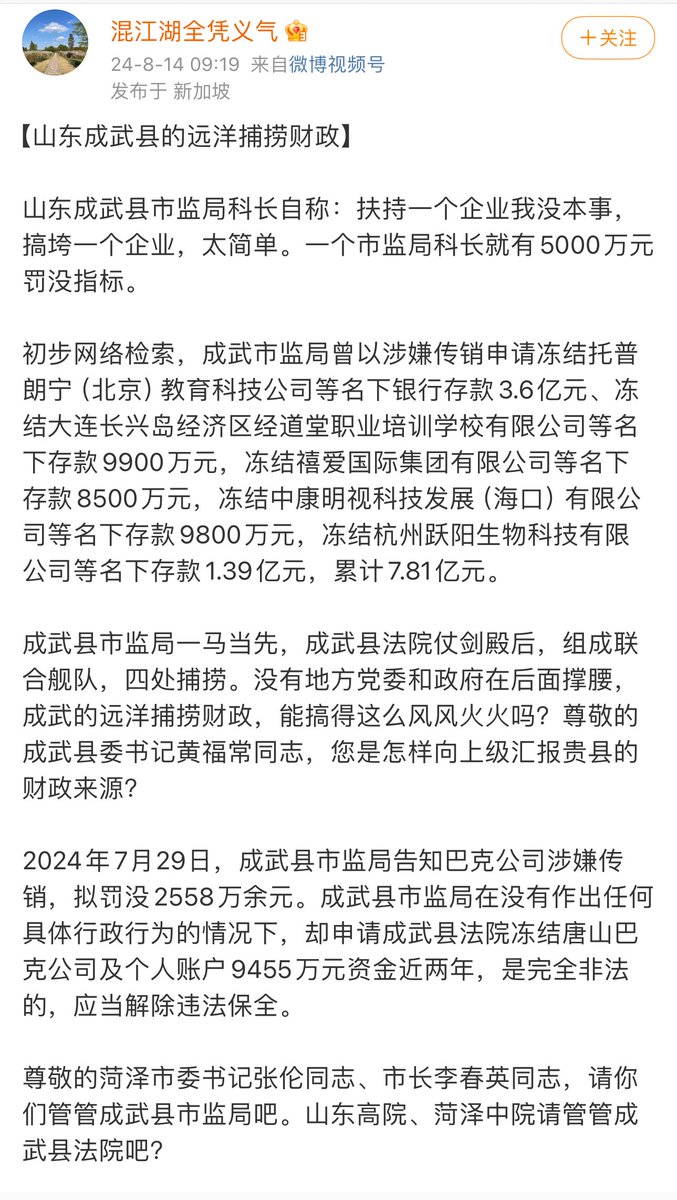 混江湖全凭义气
+关注
24-8-14 09:19 来自微博视频号
发布于 新加坡
【山东成武县的远洋捕捞财政】
山东成武县市监局科长自称：扶持一个企业我没本事，
搞垮一个企业，太简单。一个市监局科长就有5000万元
罚没指标。
初步网络检索，成武市监局曾以涉嫌传销申请冻结托普
朗宁（北京）教育科技公司等名下银行存款3.6亿元、冻
结大连长兴岛经济区经道堂职业培训学校有限公司等名
下存款9900万元，冻结禧爱国际集团有限公司等名下
存款8500万元，冻结中康明视科技发展（海口）有限公
司等名下存款9800万元，冻结杭州跃阳生物科技有限
公司等名下存款1.39亿元，累计7.81亿元。
成武县市监局一马当先，成武县法院仗剑殿后，组成联
合舰队，四处捕捞。没有地方党委和政府在后面撑腰，
成武的远洋捕捞财政，能搞得这么风风火火吗？尊敬的
成武县委书记黄福常同志，您是怎样向上级汇报贵县的
财政来源？
2024年7月29日，成武县市监局告知巴克公司涉嫌传
销，拟罚没2558万余元。成武县市监局在没有作出任何
具体行政行为的情况下，却申请成武县法院冻结唐山巴
克公司及个人账户9455万元资金近两年，是完全非法
的，应当解除违法保全。
尊敬的菏泽市委书记张伦同志、市长李春英同志，请你
们管管成武县市监局吧。山东高院、菏泽中院请管管成
武县法院吧？